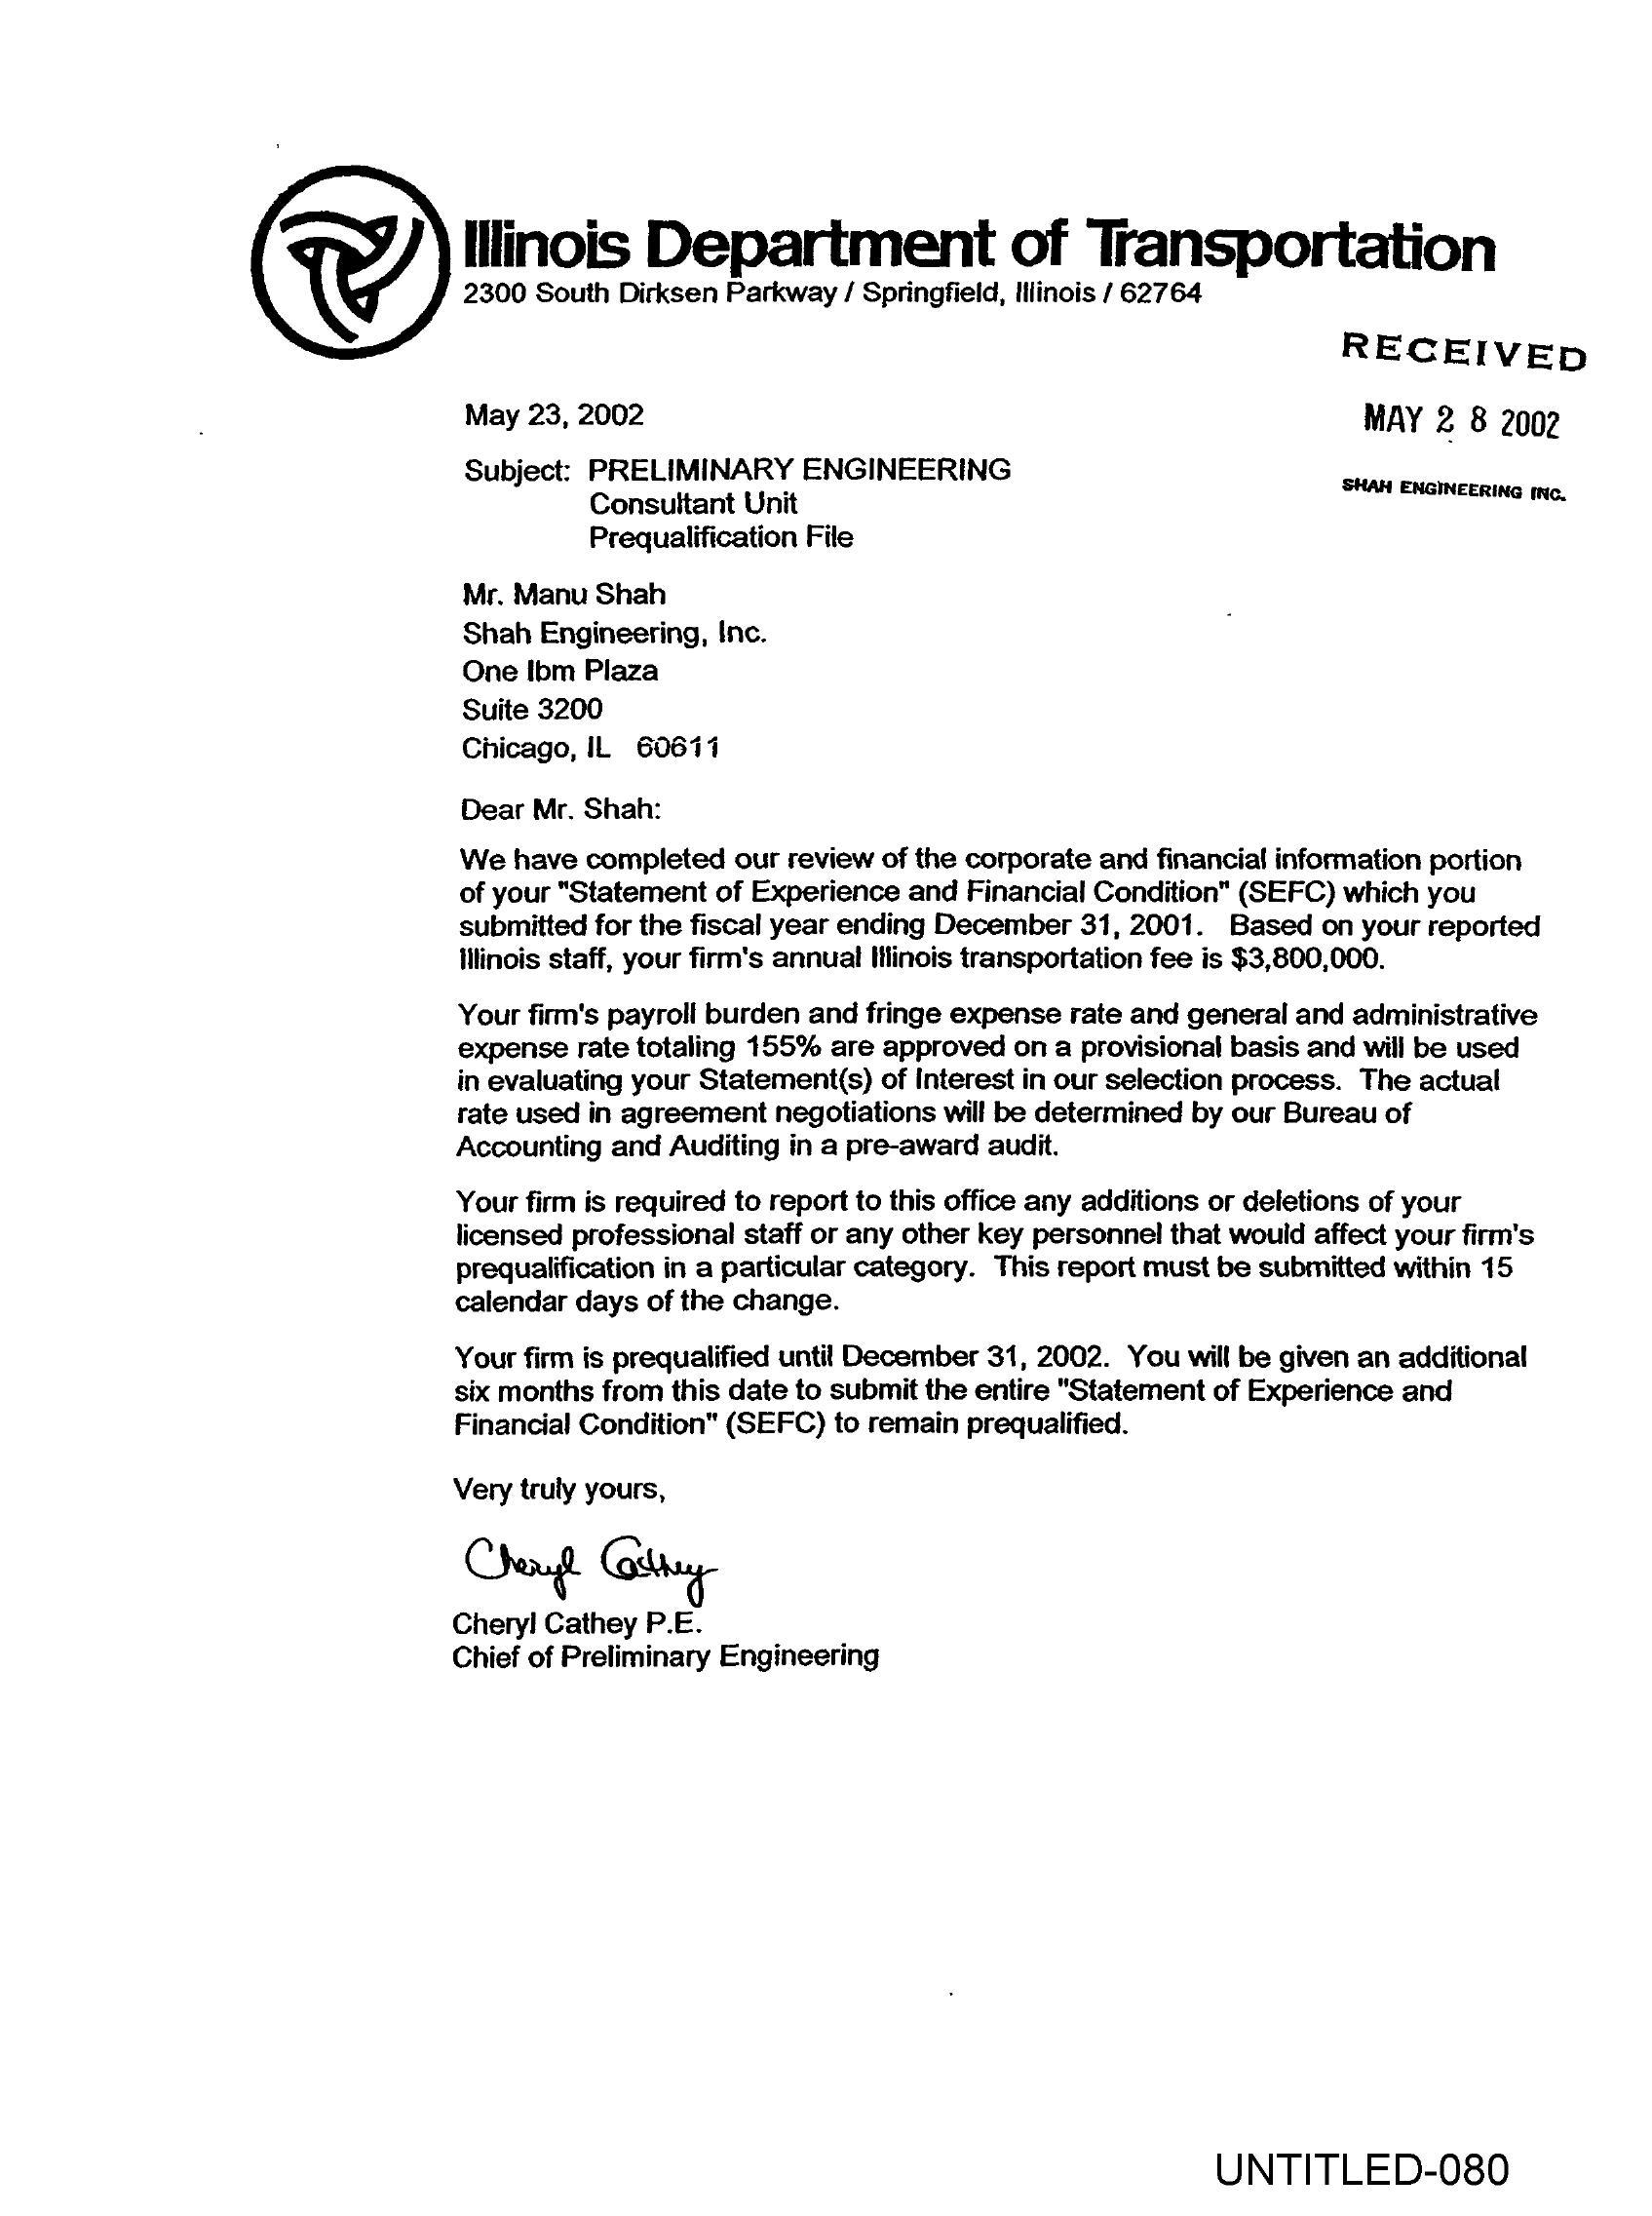 Illinois Department of Transportation
2300 South Dirksen Parkway / Springfield, Illinois / 62764
RECEIVED
May 23, 2002
MAY 2 8 2002
Subject: PRELIMINARY ENGINEERING
SHAH ENGINEERING INC.
Consultant Unit
Prequalification File
Mr. Manu Shah
Shah Engineering, Inc.
One Ibm Plaza
Suite 3200
Chicago, IL 60611
Dear Mr. Shah:
We have completed our review of the corporate and financial information portion
of your "Statement of Experience and Financial Condition" (SEFC) which you
submitted for the fiscal year ending December 31, 2001. Based on your reported
Illinois staff, your firm's annual Illinois transportation fee is $3,800,000.
Your firm's payroll burden and fringe expense rate and general and administrative
expense rate totaling 155% are approved on a provisional basis and will be used
in evaluating your Statement(s) of Interest in our selection process. The actual
rate used in agreement negotiations will be determined by our Bureau of
Accounting and Auditing in a pre-award audit.
Your firm is required to report to this office any additions or deletions of your
licensed professional staff or any other key personnel that would affect your firm's
prequalification in a particular category. This report must be submitted within 15
calendar days of the change.
Your firm is prequalified until December 31, 2002. You will be given an additional
six months from this date to submit the entire "Statement of Experience and
Financial Condition" (SEFC) to remain prequalified.
Very truly yours,
Cheryl Cathey
Cheryl Cathey P.E.
Chief of Preliminary Engineering
UNTITLED-080